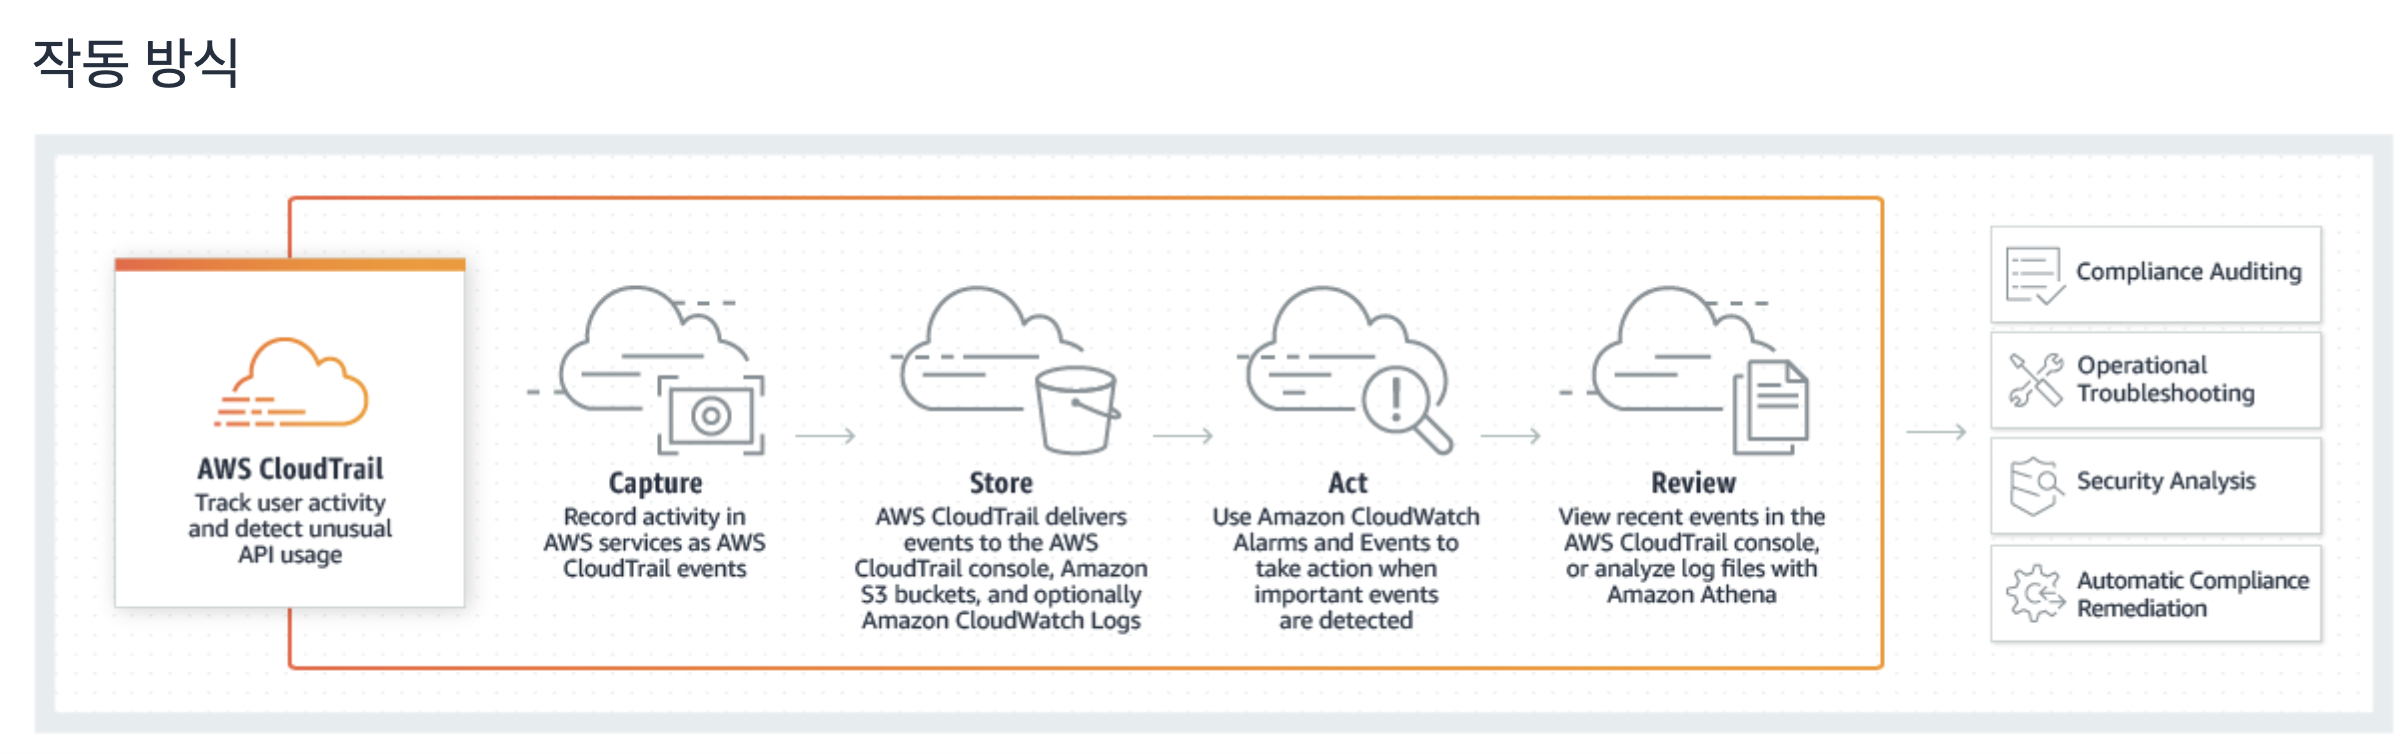 작동 방식
AWS CloudTrail
Track user activity
and detect unusual
API usage
Capture
Record activity in
AWS services as AWS
CloudTrail events
Store
AWS CloudTrail delivers
events to the AWS
CloudTrail console, Amazon
S3 buckets, and optionally
Amazon CloudWatch Logs
Act
Use Amazon CloudWatch
Alarms and Events to
take action when
important events
are detected
Review
View recent events in the
AWS CloudTrail console,
or analyze log files with
Amazon Athena
Compliance Auditing
Operational
Troubleshooting
Security Analysis
Automatic Compliance
Remediation